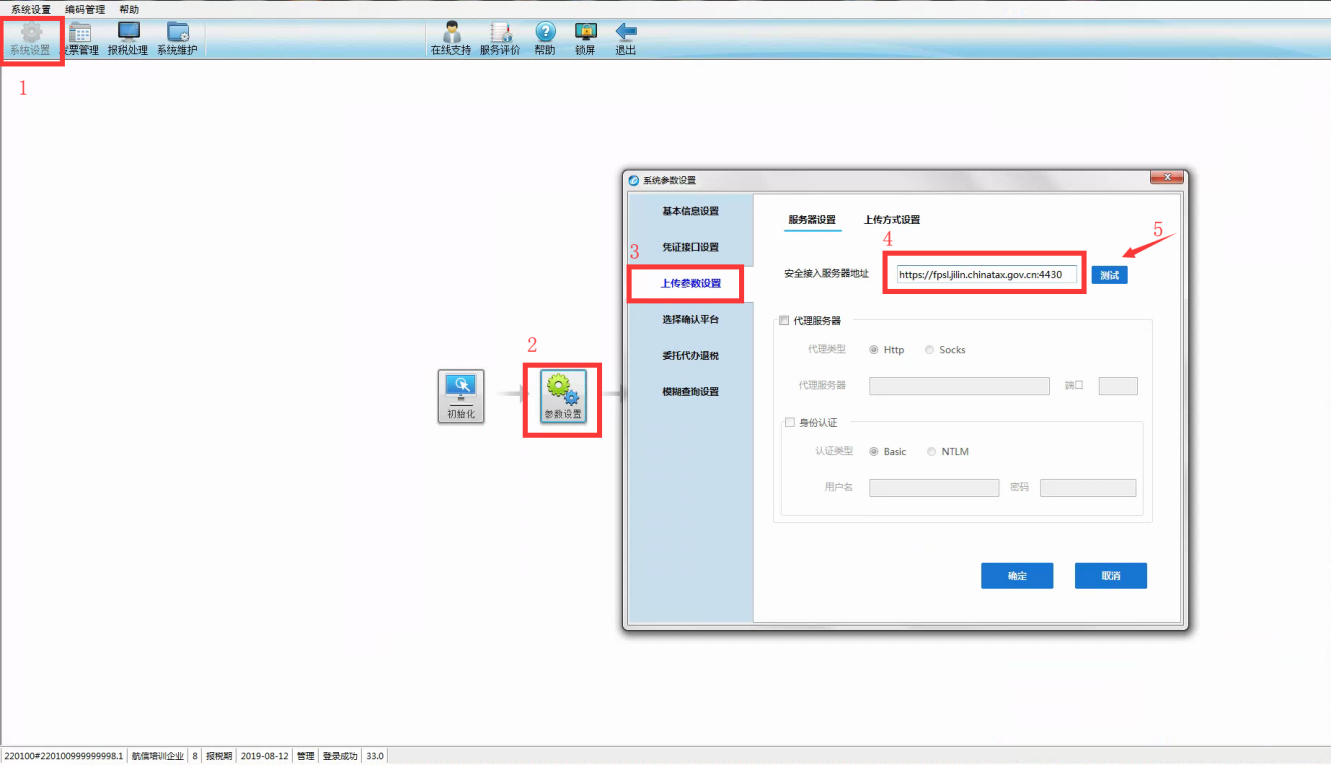 系统设置 编码管理 帮助
系统设置 发票管理 报税处理 系统维护 在线支持 服务评价 帮助 锁屏 退出
1
系统参数设置
基本信息设置
凭证接口设置
3
上传参数设置
选择确认平台
委托代办退税
模糊查询设置
服务器设置 上传方式设置
4
5
安全接入服务器地址 https://fpsl.jilin.chinatax.gov.cn:4430 测试
代理服务器
代理类型 Http Socks
代理服务器 端口
身份认证
认证类型 Basic NTLM
用户名 密码
确定 取消
2
初始化 参数设置
220100#220100999999998.1 航信培训企业 8 报税期 2019-08-12 管理 登录成功 33.0